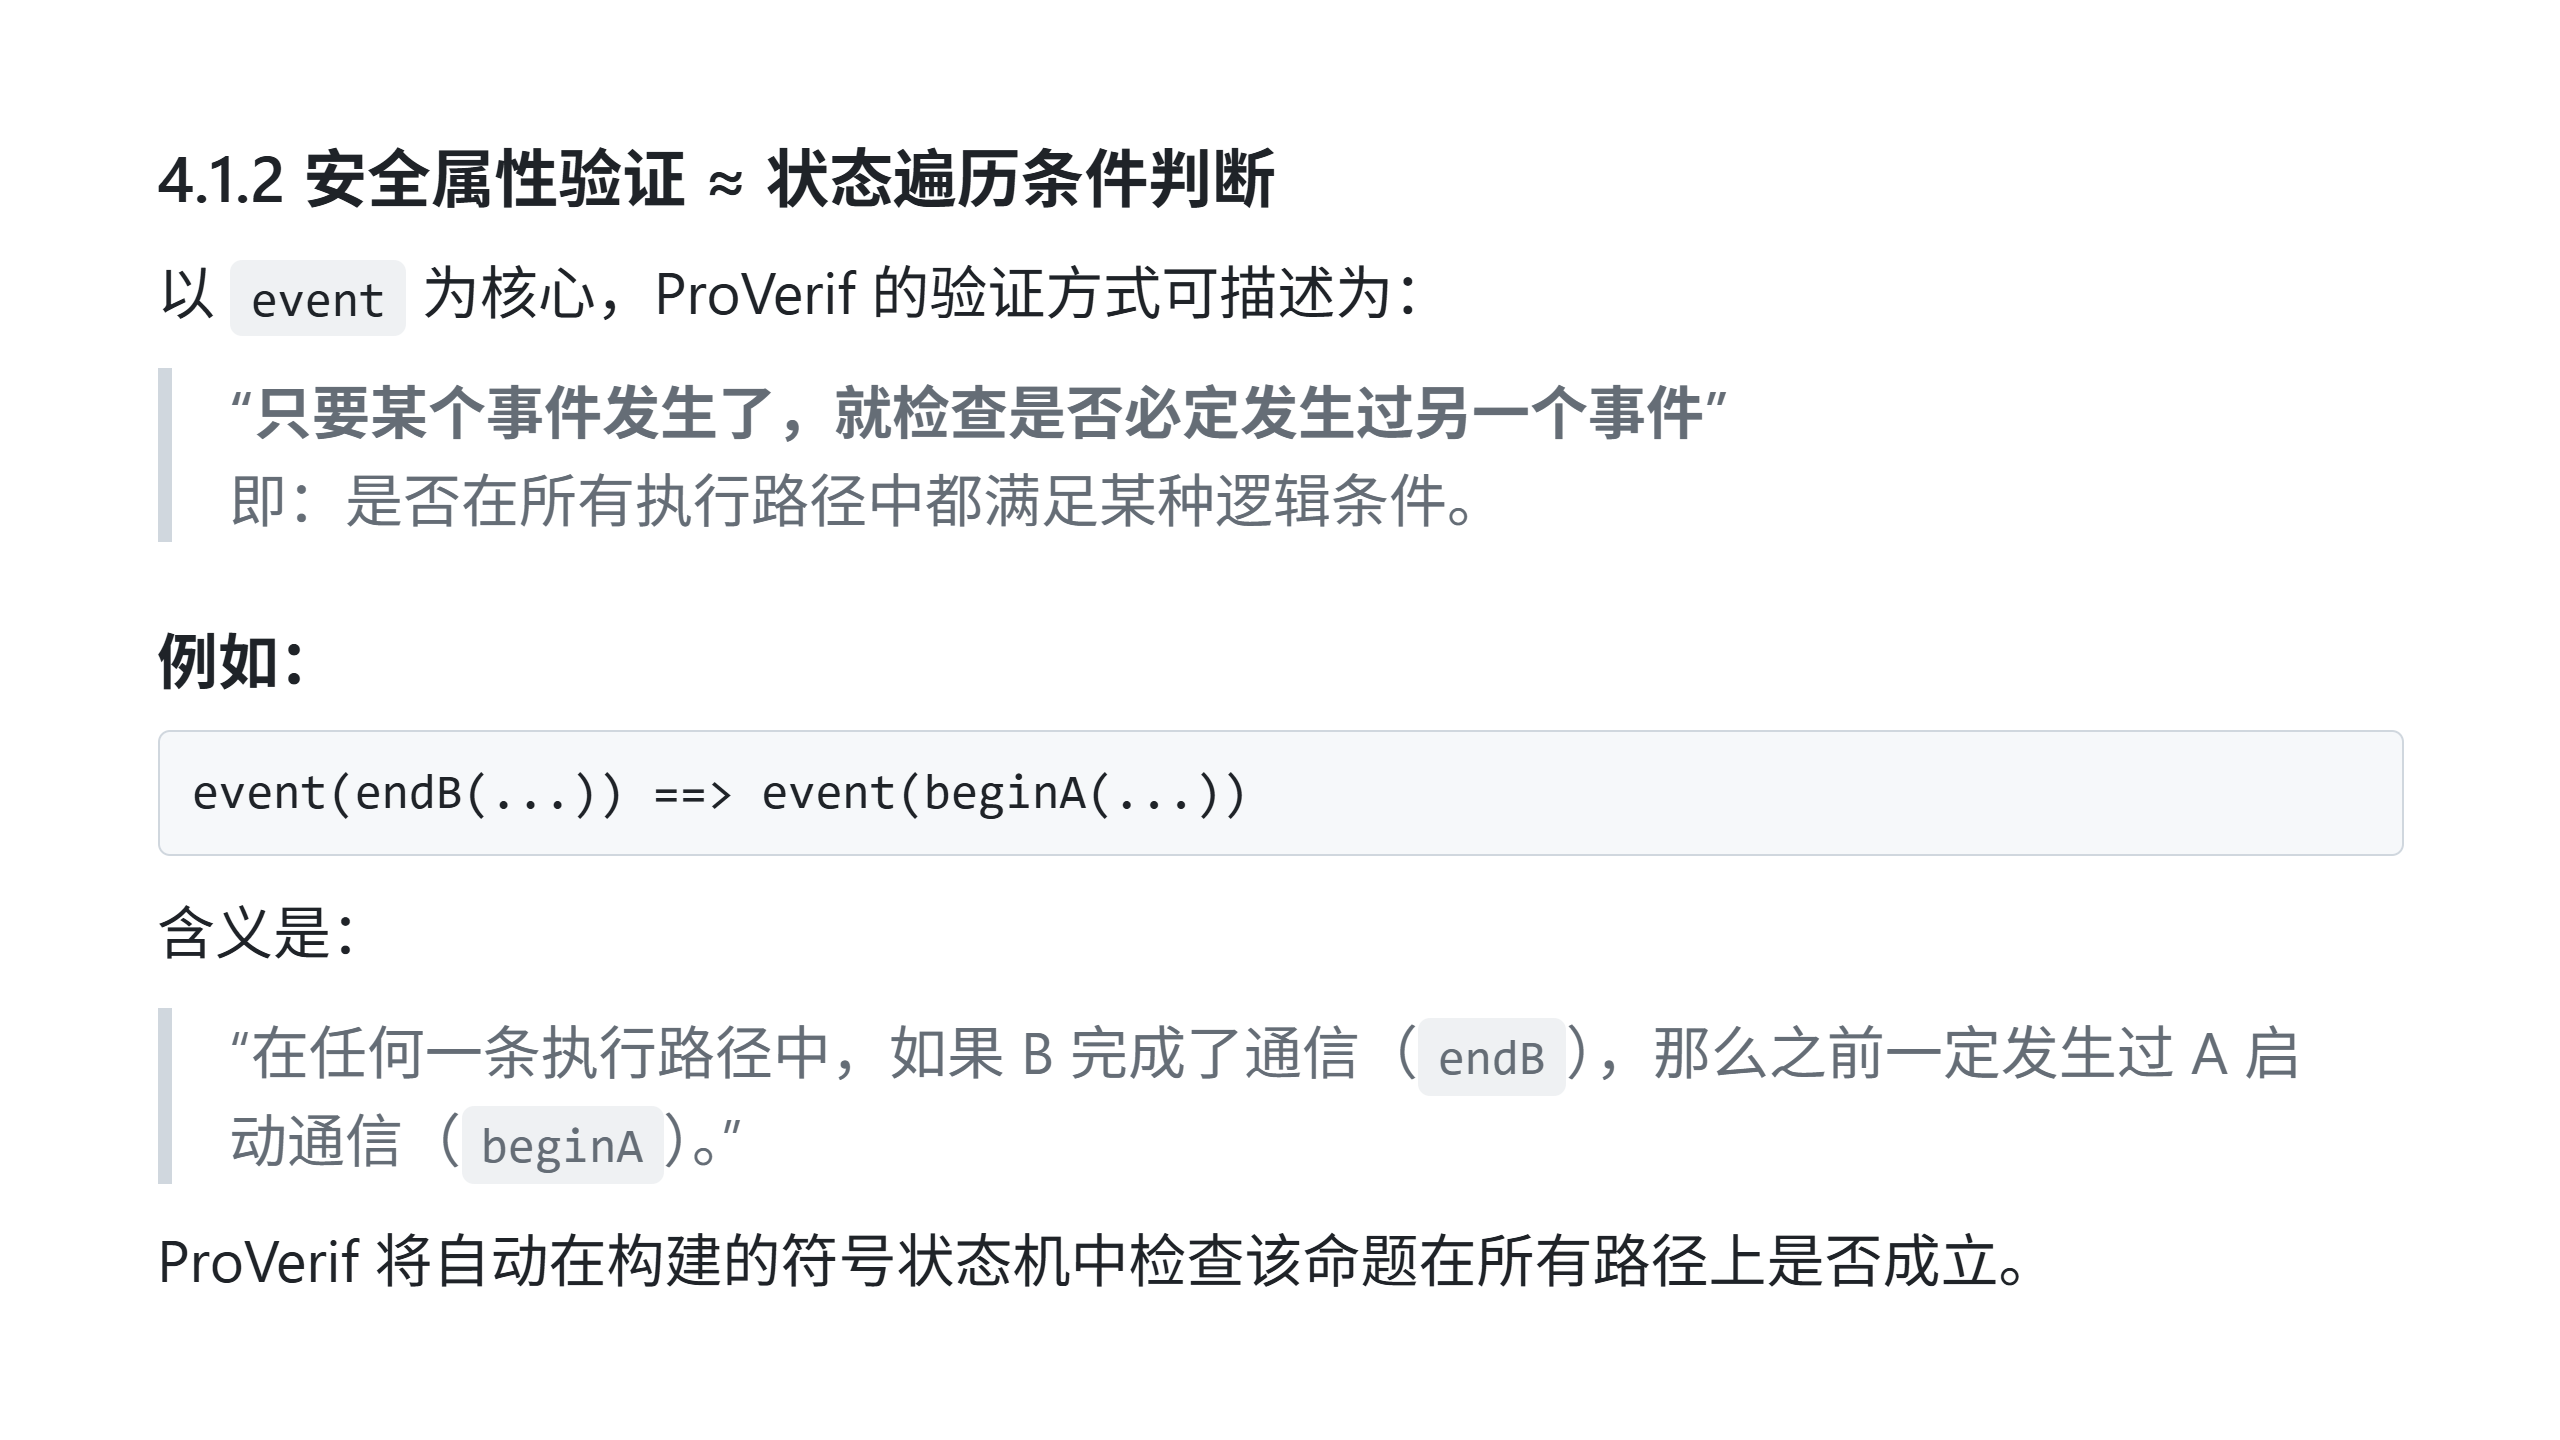 4.1.2 安全属性验证 ≈ 状态遍历条件判断
以 event 为核心，ProVerif 的验证方式可描述为：
“只要某个事件发生了，就检查是否必定发生过另一个事件”
即：是否在所有执行路径中都满足某种逻辑条件。
例如：
event(endB(...)) ==> event(beginA(...))
含义是：
“在任何一条执行路径中，如果 B 完成了通信（endB），那么之前一定发生过 A 启
动通信（beginA）。”
ProVerif 将自动在构建的符号状态机中检查该命题在所有路径上是否成立。